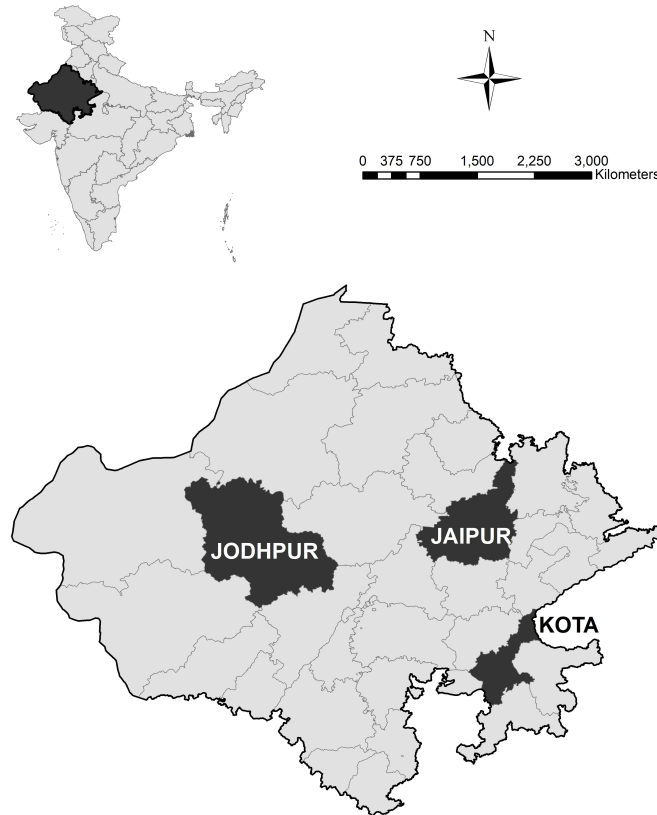 N
0 375 750 1,500 2,250 3,000
Kilometers
JODHPUR
JAIPUR
KOTA